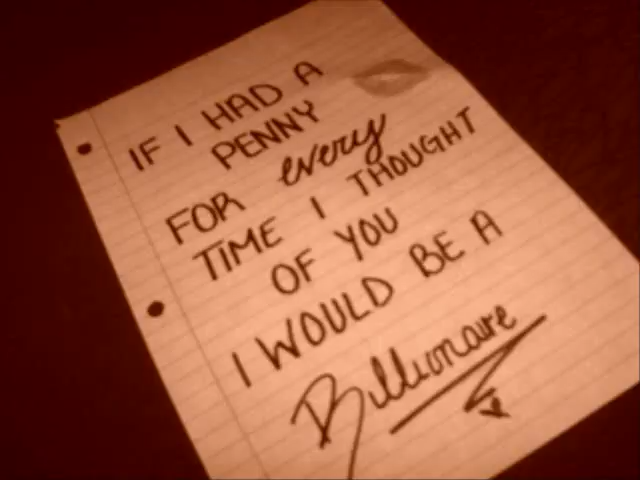 IF I HAD A
PENNY
FOR every
TIME I THOUGHT
OF YOU
I WOULD BE A
Billionaire